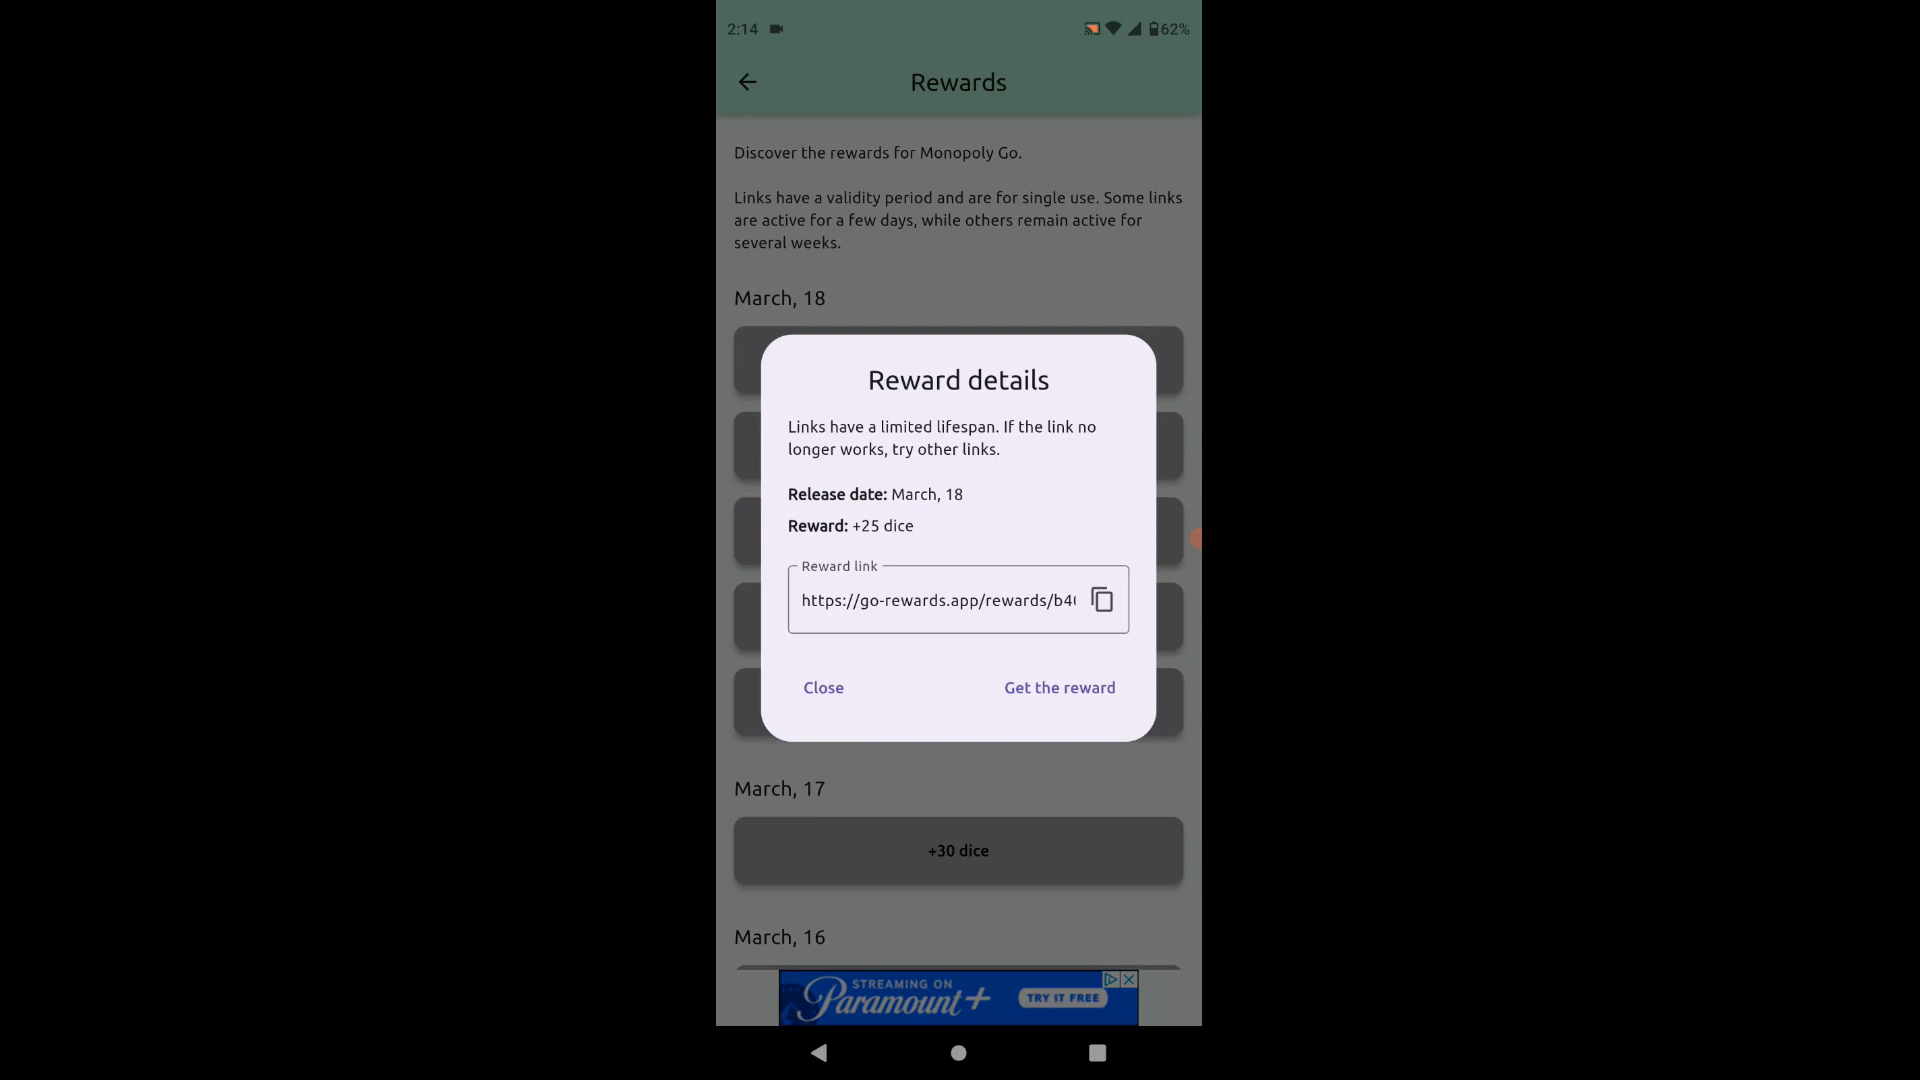 2:14
62%
Rewards
Discover the rewards for Monopoly Go.
Links have a validity period and are for single use. Some links
are active for a few days, while others remain active for
several weeks.
March, 18
Reward details
Links have a limited lifespan. If the link no
longer works, try other links.
Release date: March, 18
Reward: +25 dice
Reward link
https://go-rewards.app/rewards/b4
Close
Get the reward
March, 17
+30 dice
March, 16
STREAMING ON
Paramount+
TRY IT FREE